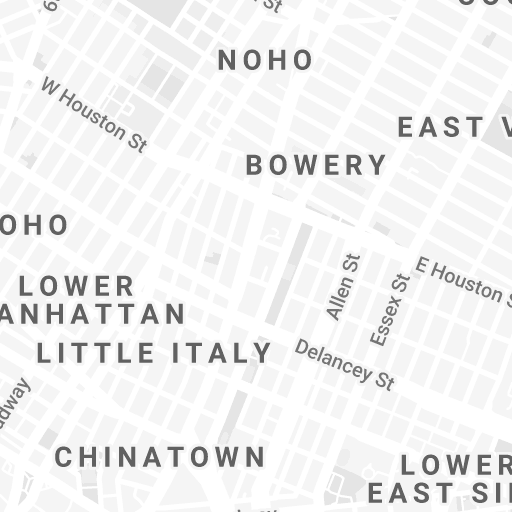 NOHO
W Houston St
EAST V
BOWERY
OHO
LOWER
ANHATTAN
E Houston S
Allen St
Essex St
LITTLE ITALY
Delancey St
adway
CHINATOWN
LOWER
EAST SI